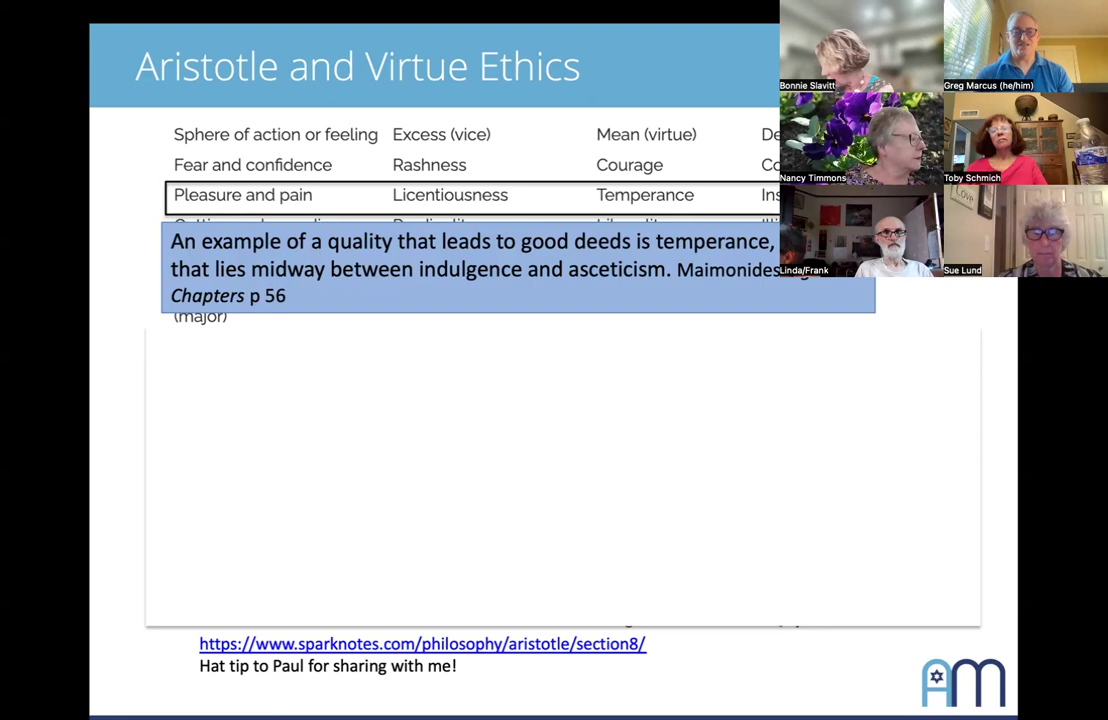 Aristotle and Virtue Ethics
Sphere of action or feeling Excess (vice) Mean (virtue)
Fear and confidence Rashness Courage
Pleasure and pain Licentiousness Temperance
An example of a quality that leads to good deeds is temperance,
that lies midway between indulgence and asceticism. Maimonides
Chapters p 56
(major)
https://www.sparknotes.com/philosophy/aristotle/section8/
Hat tip to Paul for sharing with me!
AM
Bonnie Slavitt
Greg Marcus (he/him)
Nancy Timmons
Toby Schmich
Linda/Frank
Sue Lund